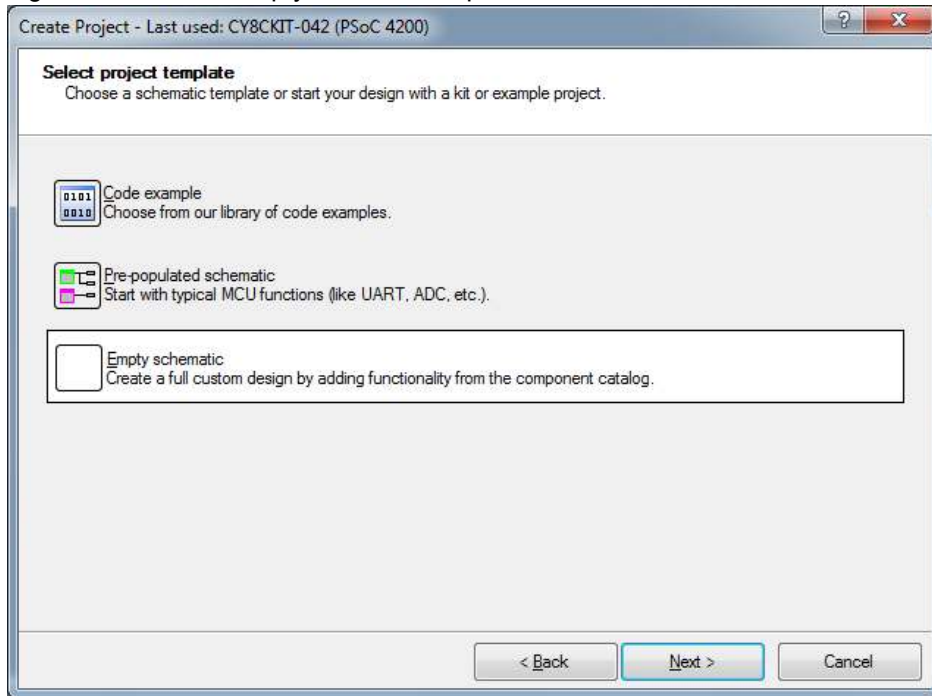 Create Project - Last used: CY8CKIT-042 (PSoC 4200)
?
X
Select project template
Choose a schematic template or start your design with a kit or example project.
0101
0010
Code example
Choose from our library of code examples.
Pre-populated schematic
Start with typical MCU functions (like UART, ADC, etc.).
Empty schematic
Create a full custom design by adding functionality from the component catalog.
< Back
Next >
Cancel